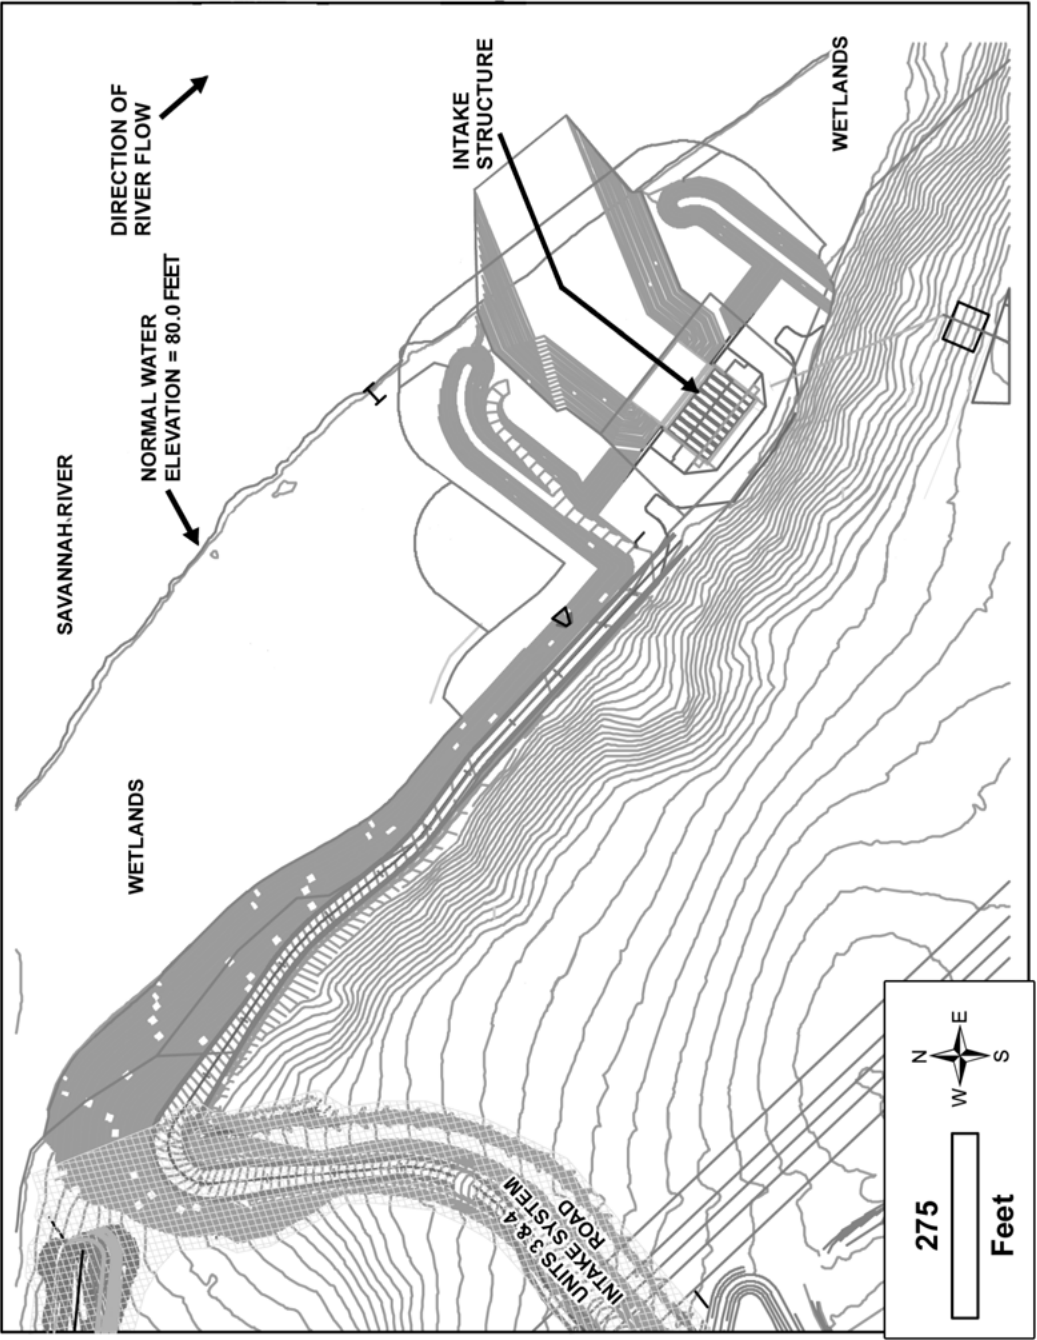 SAVANNAH RIVER
DIRECTION OF
RIVER FLOW
NORMAL WATER
ELEVATION = 80.0 FEET
INTAKE
STRUCTURE
WETLANDS
WETLANDS
UNITS 3 & 4
INTAKE SYSTEM
ROAD
N
W
E
S
275
Feet